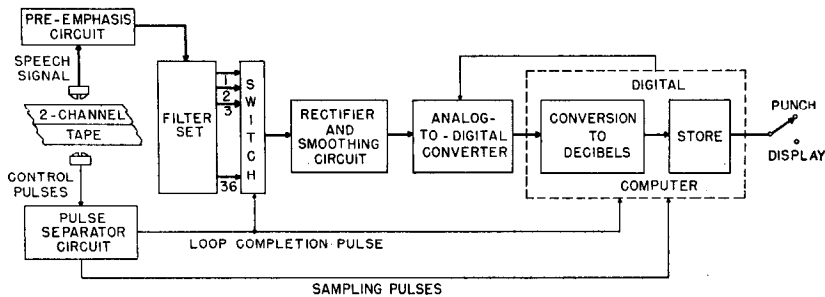 PRE-EMPHASIS
CIRCUIT
SPEECH
SIGNAL
2-CHANNEL
TAPE
CONTROL
PULSES
PULSE
SEPARATOR
CIRCUIT
FILTER
SET
1
2
3
36
SWITCH
RECTIFIER
AND
SMOOTHING
CIRCUIT
ANALOG-
TO-DIGITAL
CONVERTER
DIGITAL
CONVERSION
TO
DECIBELS
STORE
COMPUTER
PUNCH
DISPLAY
LOOP COMPLETION PULSE
SAMPLING PULSES